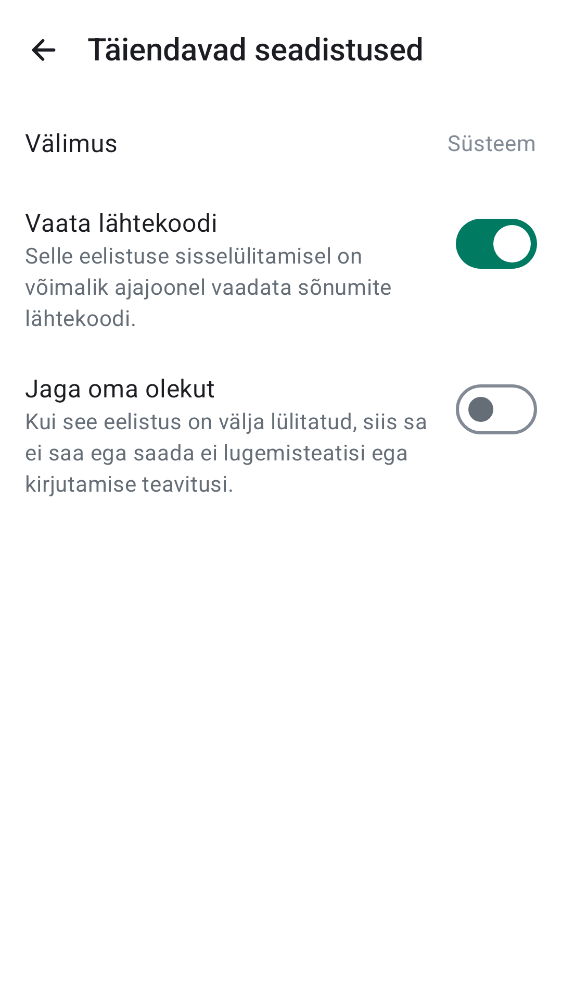 Täiendavad seadistused
Välimus
Süsteem
Vaata lähtekoodi
Selle eelistuse sisselülitamisel on
võimalik ajajoonel vaadata sõnumite
lähtekoodi.
Jaga oma olekut
Kui see eelistus on välja lülitatud, siis sa
ei saa ega saada ei lugemisteatisi ega
kirjutamise teavitusi.